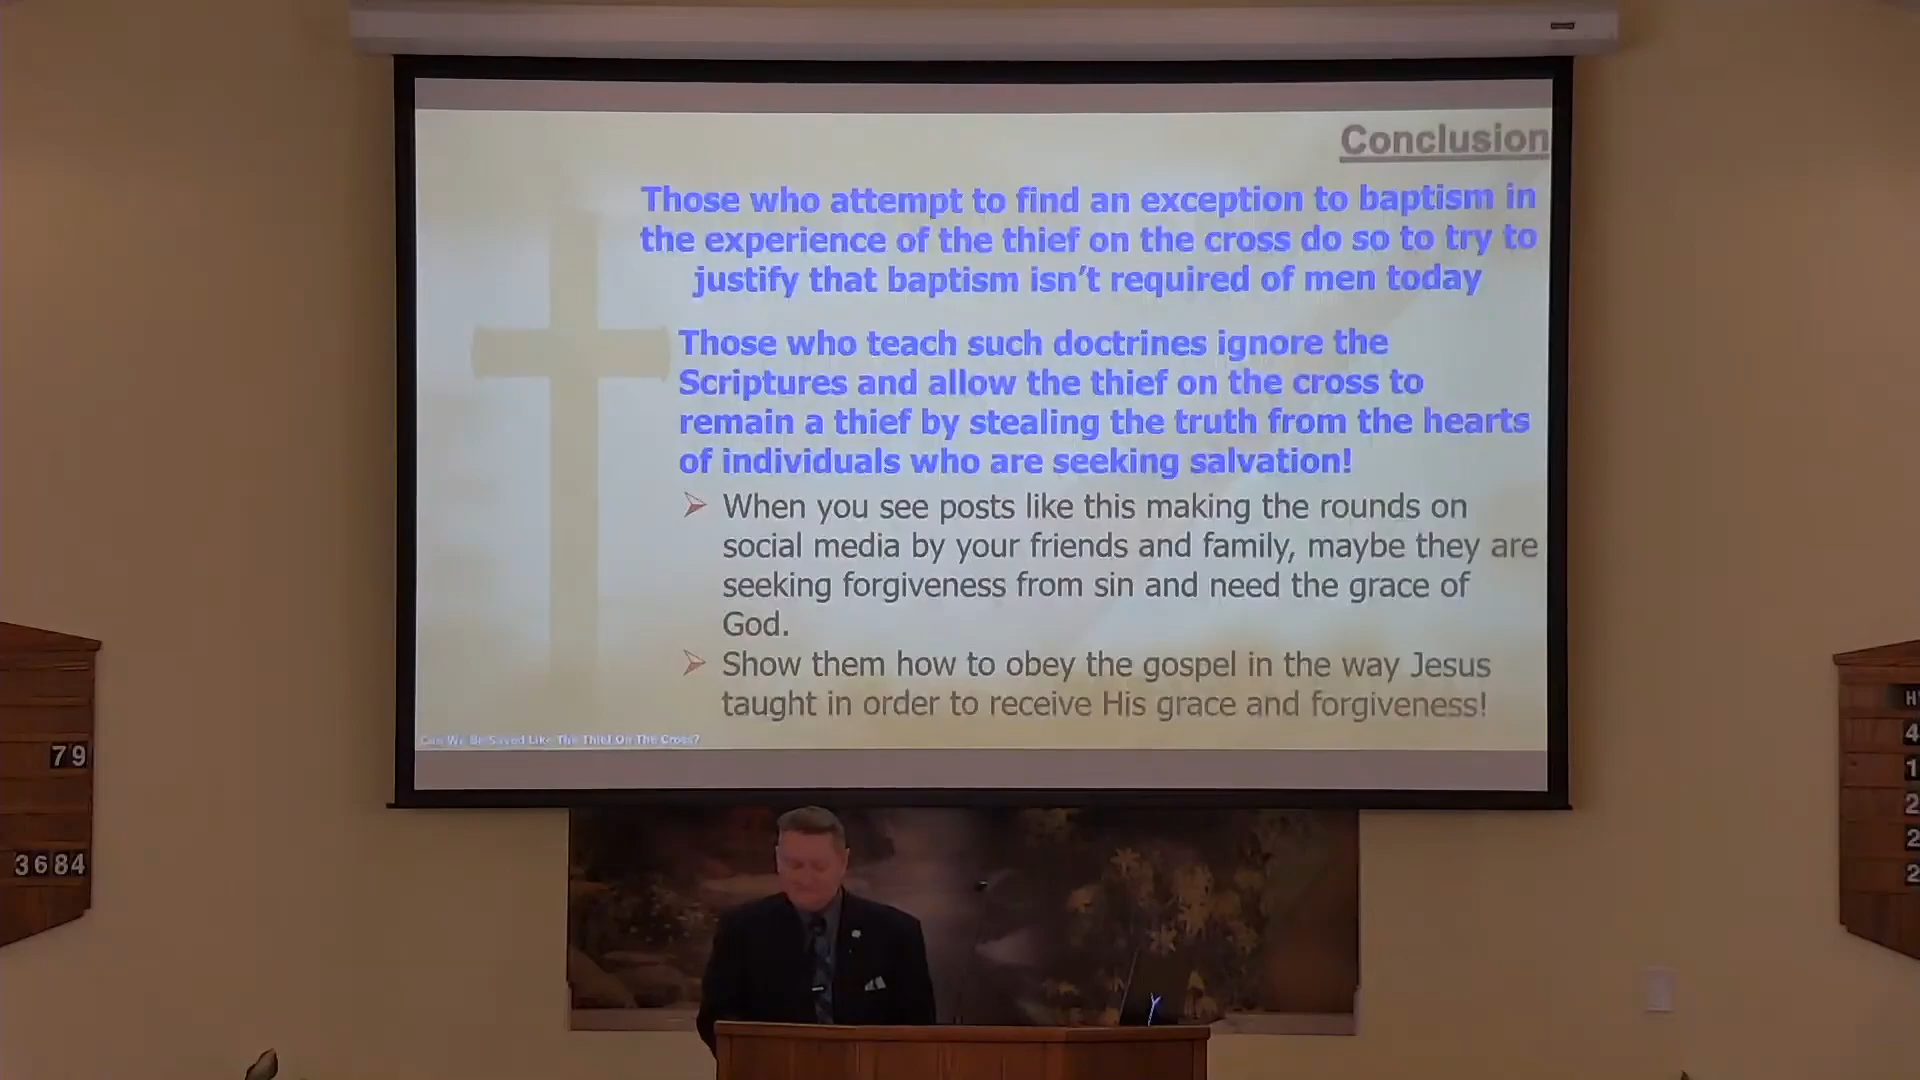 Conclusion
Those who attempt to find an exception to baptism in
the experience of the thief on the cross do so to try to
justify that baptism isn't required of men today
Those who teach such doctrines ignore the
Scriptures and allow the thief on the cross to
remain a thief by stealing the truth from the hearts
of individuals who are seeking salvation!
When you see posts like this making the rounds on
social media by your friends and family, maybe they are
seeking forgiveness from sin and need the grace of
God.
Show them how to obey the gospel in the way Jesus
taught in order to receive His grace and forgiveness!
Can We Be Saved Like The Thief On The Cross?
79
3684
H
4
1
2
2
2